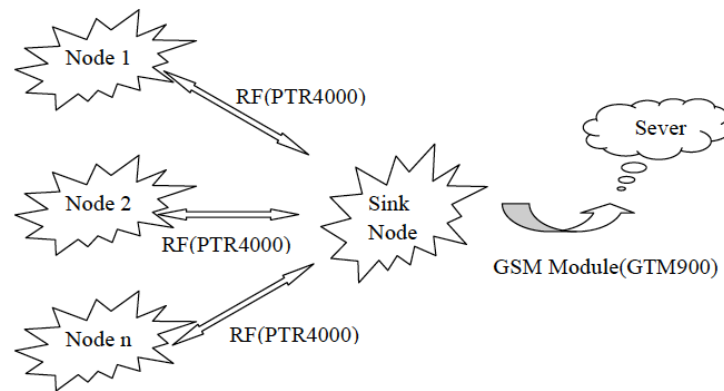 Node 1
RF(PTR4000)
Sever
Node 2
RF(PTR4000)
Sink
Node
GSM Module(GTM900)
Node n
RF(PTR4000)